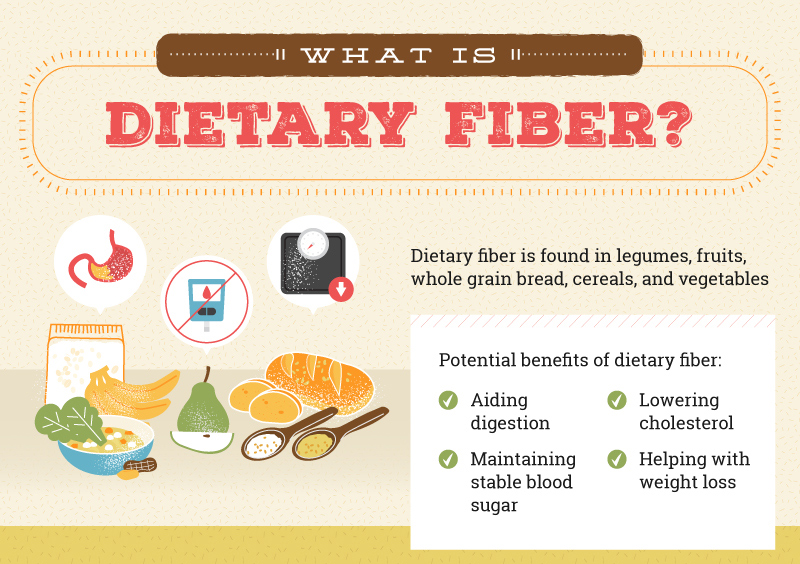 WHAT IS
DIETARY FIBER?
Dietary fiber is found in legumes, fruits,
whole grain bread, cereals, and vegetables
Potential benefits of dietary fiber:
Aiding
digestion
Maintaining
stable blood
sugar
Lowering
cholesterol
Helping with
weight loss